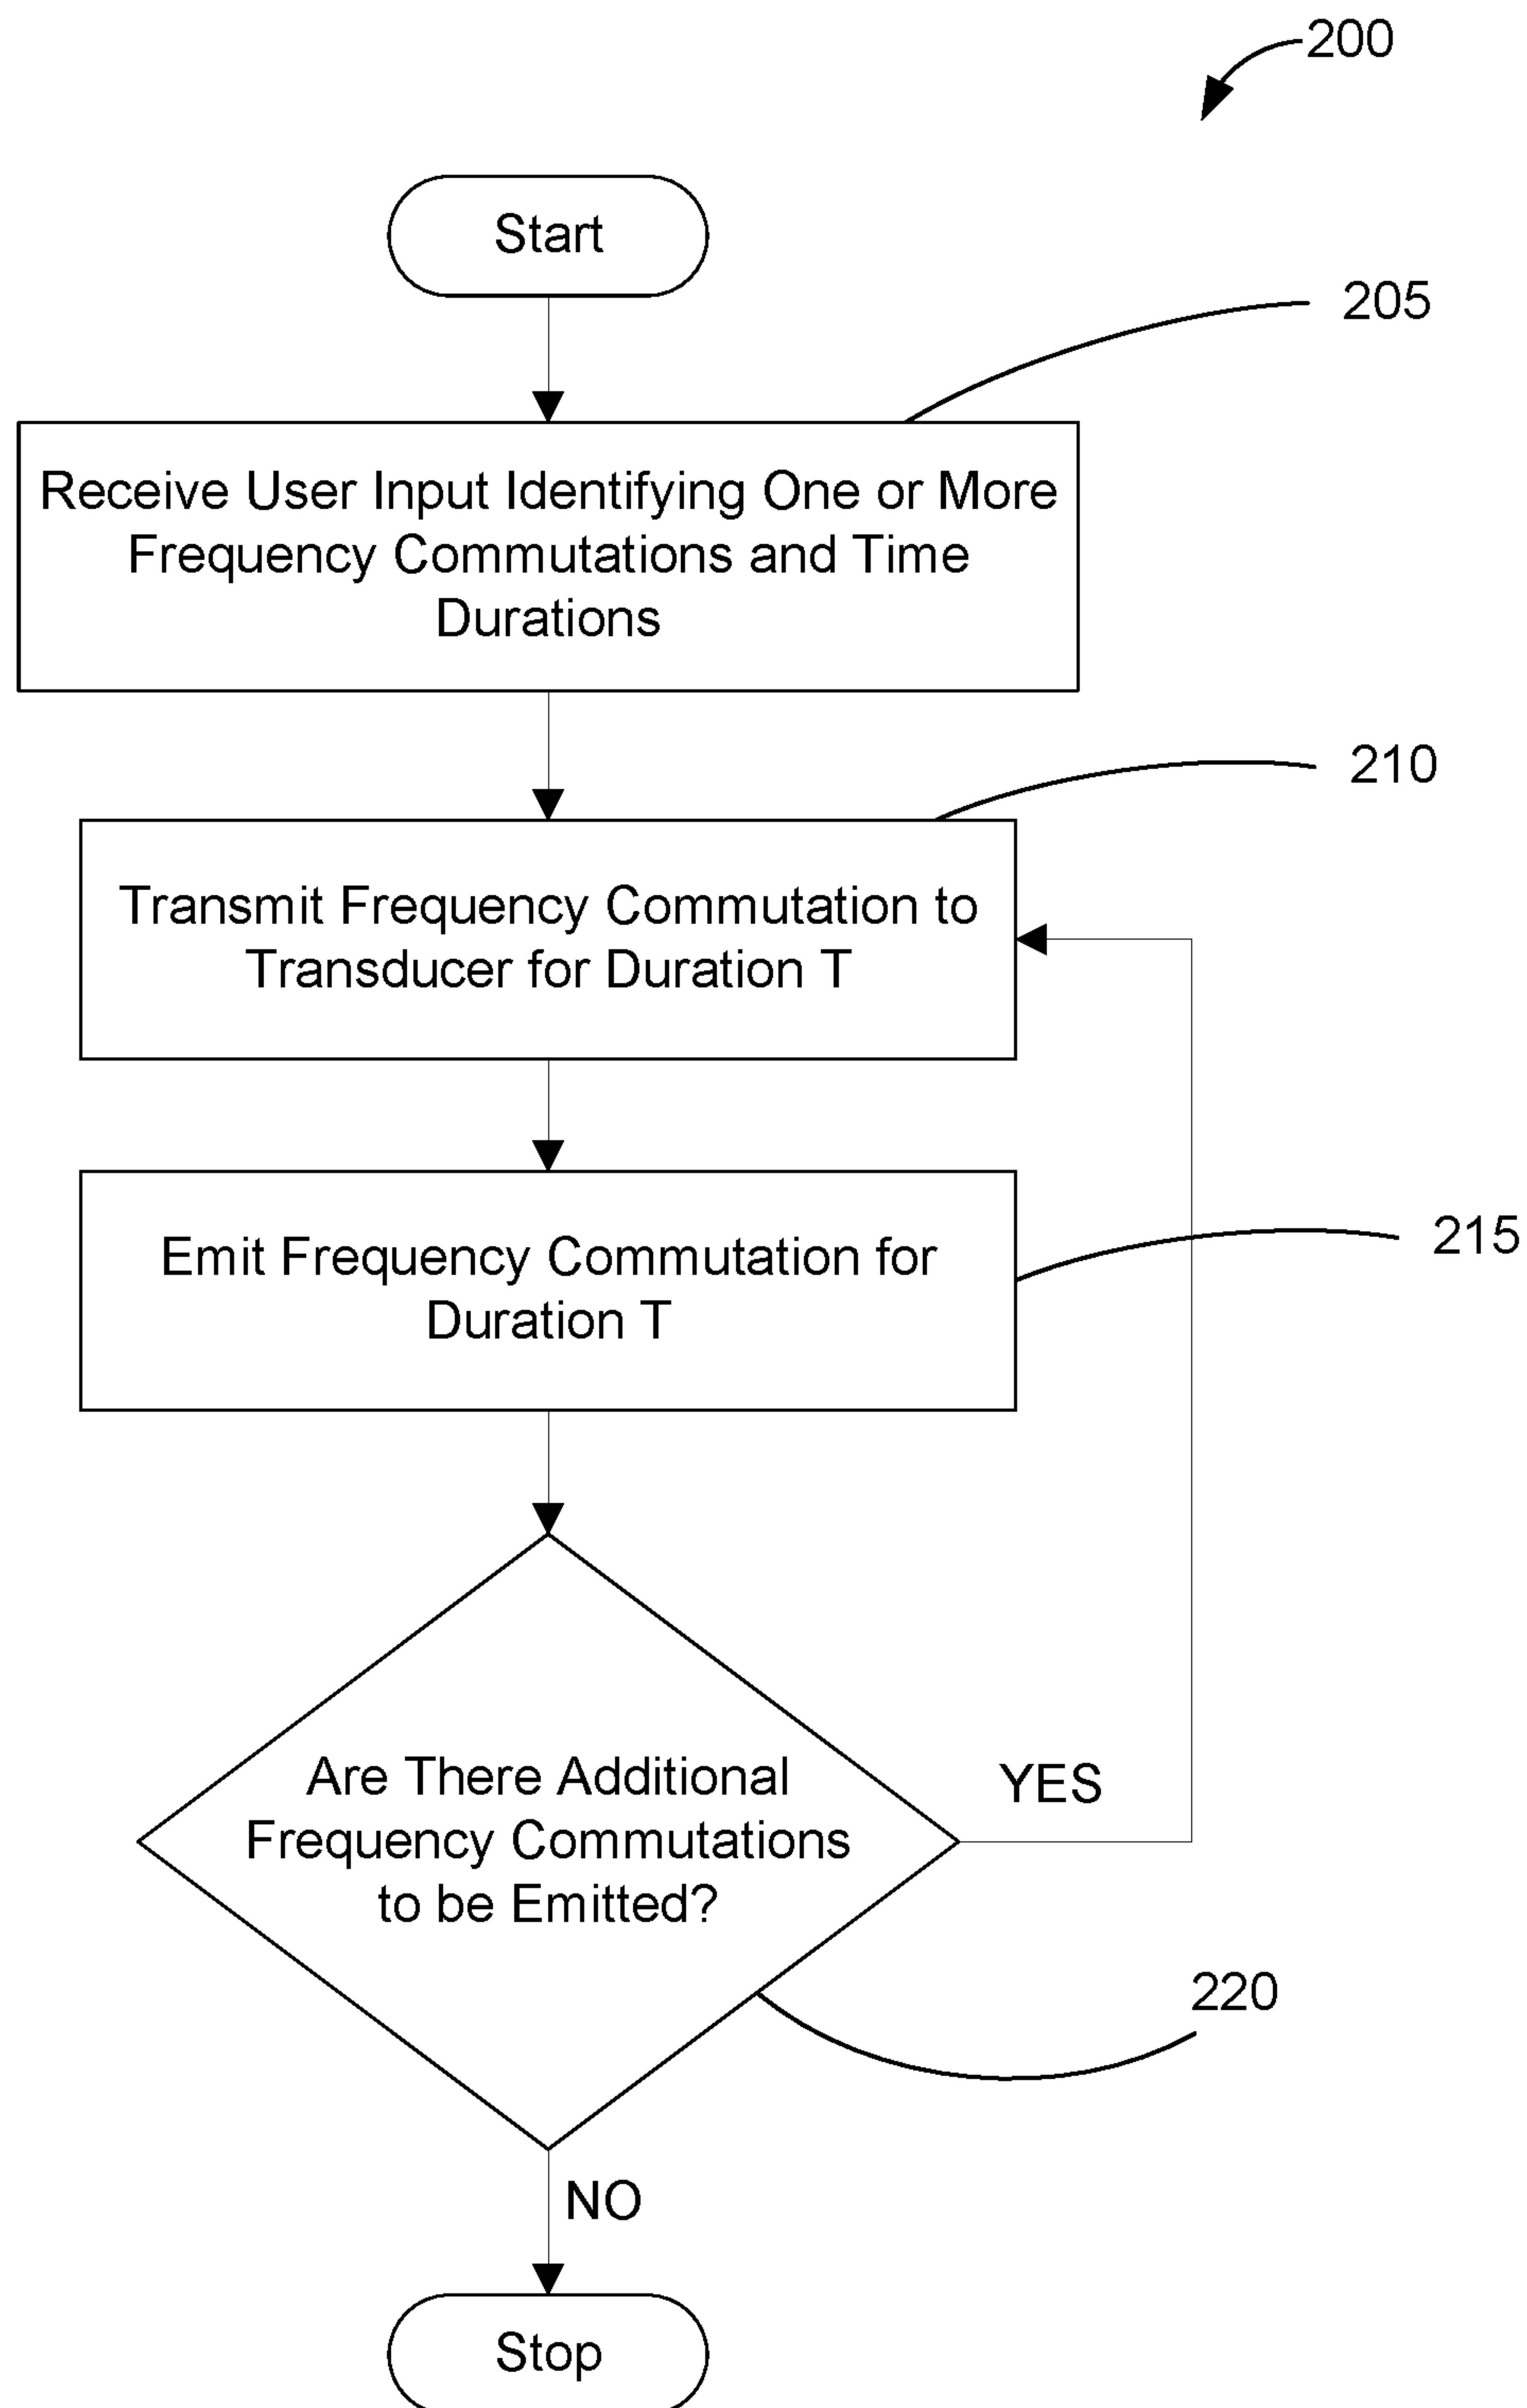 200
Start
205
Receive User Input Identifying One or More
Frequency Commutations and Time
Durations
210
Transmit Frequency Commutation to
Transducer for Duration T
215
Emit Frequency Commutation for
Duration T
Are There Additional
Frequency Commutations
to be Emitted?
YES
220
NO
Stop